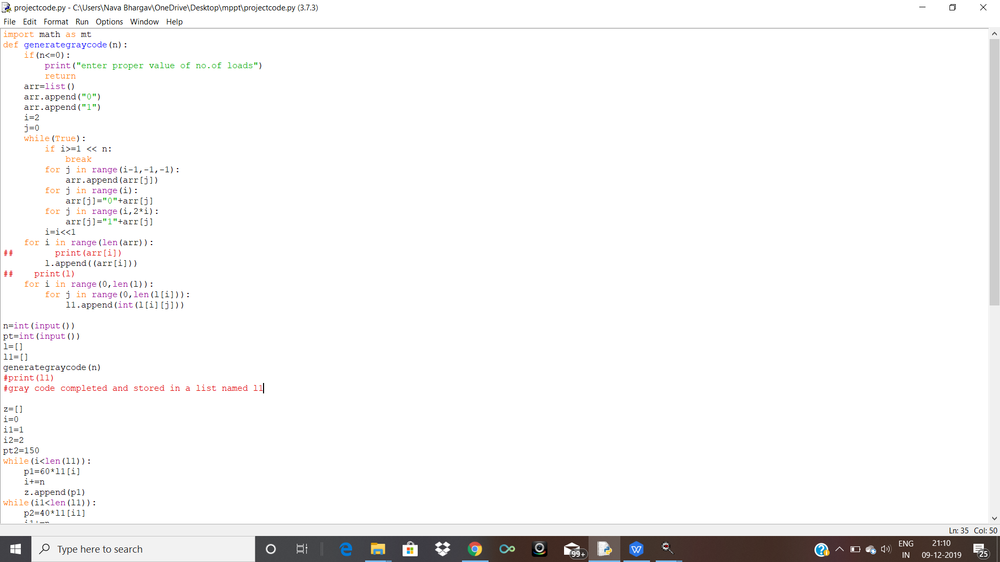 projectcode.py - C:\Users\Nava Bhargav\OneDrive\Desktop\mppt\projectcode.py (3.7.3)
File Edit Format Run Options Window Help
import math as mt
def generategraycode(n):
    if(n<=0):
        print("enter proper value of no.of loads")
        return
    arr=list()
    arr.append("0")
    arr.append("1")
    i=2
    j=0
    while(True):
        if i>=1 << n:
            break
        for j in range(i-1,-1,-1):
            arr.append(arr[j])
        for j in range(i):
            arr[j]="0"+arr[j]
        for j in range(i,2*i):
            arr[j]="1"+arr[j]
        i=i<<1
    for i in range(len(arr)):
##        print(arr[i])
        l.append((arr[i]))
##    print(l)
    for i in range(0,len(l)):
        for j in range(0,len(l[i])):
            l1.append(int(l[i][j]))

n=int(input())
pt=int(input())
l=[]
l1=[]
generategraycode(n)
#print(l1)
#gray code completed and stored in a list named l1

z=[]
i=0
i1=1
i2=2
pt2=150
while(i<len(l1)):
    p1=60*l1[i]
    i+=n
    z.append(p1)
while(i1<len(l1)):
    p2=40*l1[i1]
    i1+=n
Ln: 35 Col: 50
Type here to search
99+
ENG
IN
21:10
09-12-2019
25